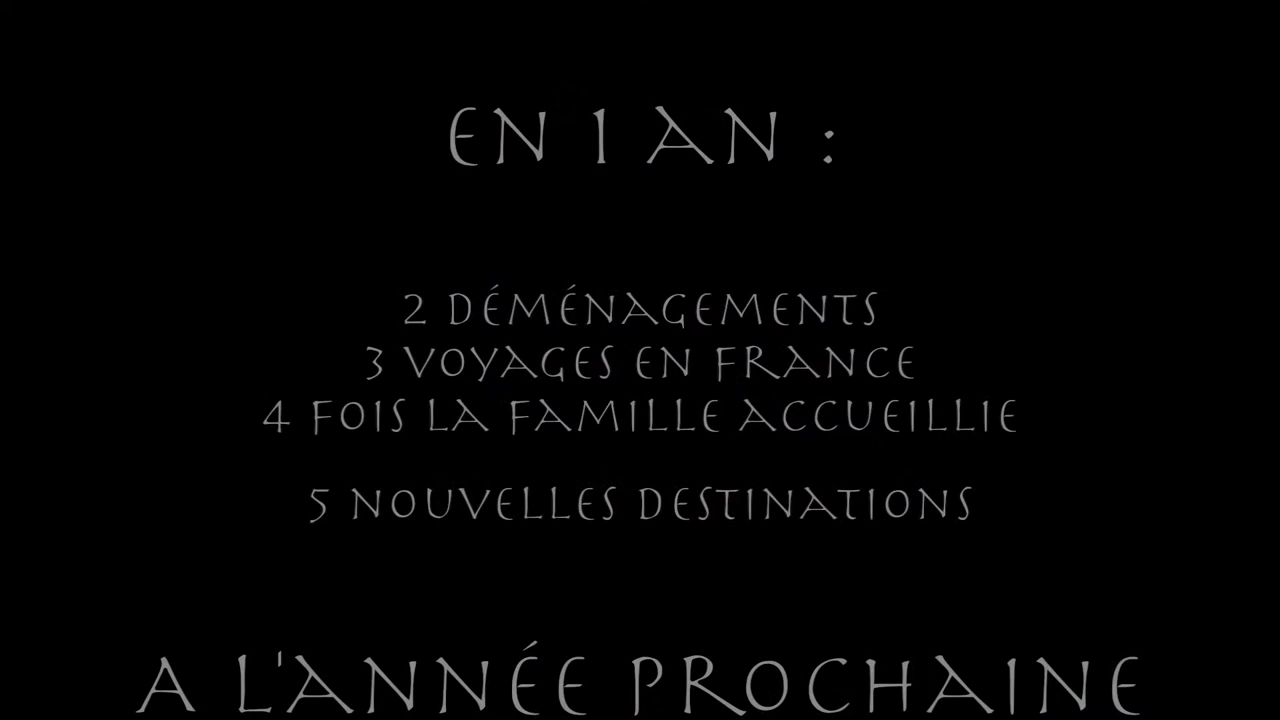 EN 1 AN :
2 DÉMÉNAGEMENTS
3 VOYAGES EN FRANCE
4 FOIS LA FAMILLE ACCUEILLIE
5 NOUVELLES DESTINATIONS
A L'ANNÉE PROCHAINE